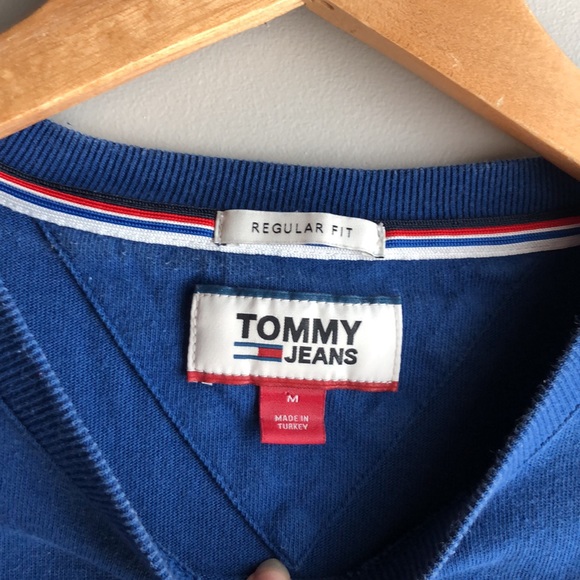 REGULAR FIT
TOMMY
JEANS
M
MADE IN
TURKEY